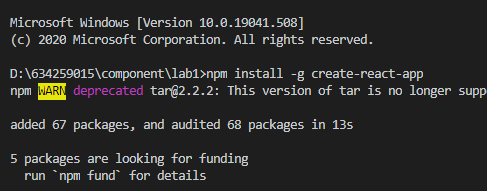 Microsoft Windows [Version 10.0.19041.508]
(c) 2020 Microsoft Corporation. All rights reserved.
D:\634259015\component\lab1>npm install -g create-react-app
npm WARN deprecated tar@2.2.2: This version of tar is no longer supp
added 67 packages, and audited 68 packages in 13s
5 packages are looking for funding
run `npm fund` for details